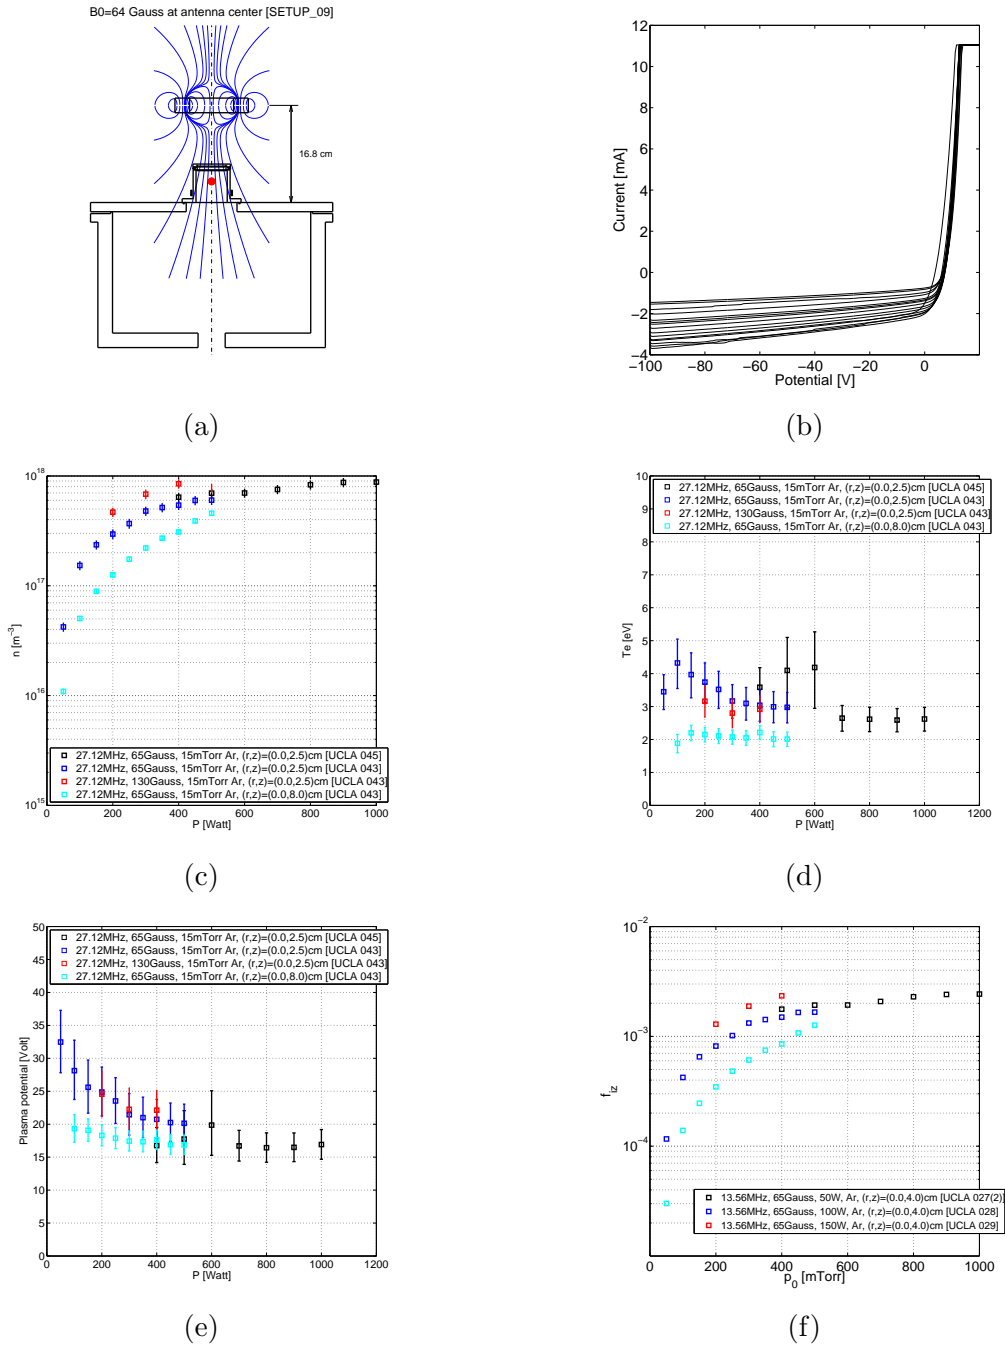 B0=64 Gauss at antenna center [SETUP_09]
16.8 cm
(a)
12
10
8
6
4
2
0
−2
−4
−100 −80 −60 −40 −20 0
Current [mA]
Potential [V]
(b)
10^18
10^17
10^16
10^15
n [m^−3]
27.12MHz, 65Gauss, 15mTorr Ar, (r,z)=(0.0,2.5)cm [UCLA 045]
27.12MHz, 65Gauss, 15mTorr Ar, (r,z)=(0.0,2.5)cm [UCLA 043]
27.12MHz, 130Gauss, 15mTorr Ar, (r,z)=(0.0,2.5)cm [UCLA 043]
27.12MHz, 65Gauss, 15mTorr Ar, (r,z)=(0.0,8.0)cm [UCLA 043]
0 200 400 600 800 1000
P [Watt]
(c)
10
9
8
7
6
5
4
3
2
1
0
Te [eV]
27.12MHz, 65Gauss, 15mTorr Ar, (r,z)=(0.0,2.5)cm [UCLA 045]
27.12MHz, 65Gauss, 15mTorr Ar, (r,z)=(0.0,2.5)cm [UCLA 043]
27.12MHz, 130Gauss, 15mTorr Ar, (r,z)=(0.0,2.5)cm [UCLA 043]
27.12MHz, 65Gauss, 15mTorr Ar, (r,z)=(0.0,8.0)cm [UCLA 043]
0 200 400 600 800 1000 1200
P [Watt]
(d)
50
45
40
35
30
25
20
15
10
5
0
Plasma potential [Volt]
27.12MHz, 65Gauss, 15mTorr Ar, (r,z)=(0.0,2.5)cm [UCLA 045]
27.12MHz, 65Gauss, 15mTorr Ar, (r,z)=(0.0,2.5)cm [UCLA 043]
27.12MHz, 130Gauss, 15mTorr Ar, (r,z)=(0.0,2.5)cm [UCLA 043]
27.12MHz, 65Gauss, 15mTorr Ar, (r,z)=(0.0,8.0)cm [UCLA 043]
0 200 400 600 800 1000 1200
P [Watt]
(e)
10^−2
10^−3
10^−4
f_iz
13.56MHz, 65Gauss, 50W, Ar, (r,z)=(0.0,4.0)cm [UCLA 027(2)]
13.56MHz, 65Gauss, 100W, Ar, (r,z)=(0.0,4.0)cm [UCLA 028]
13.56MHz, 65Gauss, 150W, Ar, (r,z)=(0.0,4.0)cm [UCLA 029]
0 200 400 600 800 1000
p_0 [mTorr]
(f)